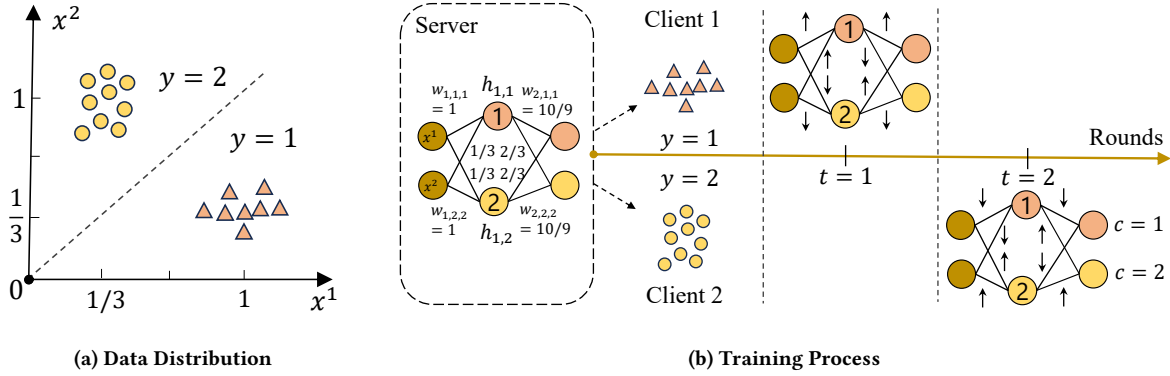 x²
y = 2
1
y = 1
1
3
0
1/3
1
x¹
(a) Data Distribution
Server
w₁,₁,₁
= 1
h₁,₁
w₂,₁,₁
= 10/9
1
x¹
1/3 2/3
1/3 2/3
x²
2
w₁,₂,₂
= 1
h₁,₂
w₂,₂,₂
= 10/9
Client 1
y = 1
y = 2
Client 2
1
2
Rounds
t = 1
t = 2
1
c = 1
2
c = 2
(b) Training Process